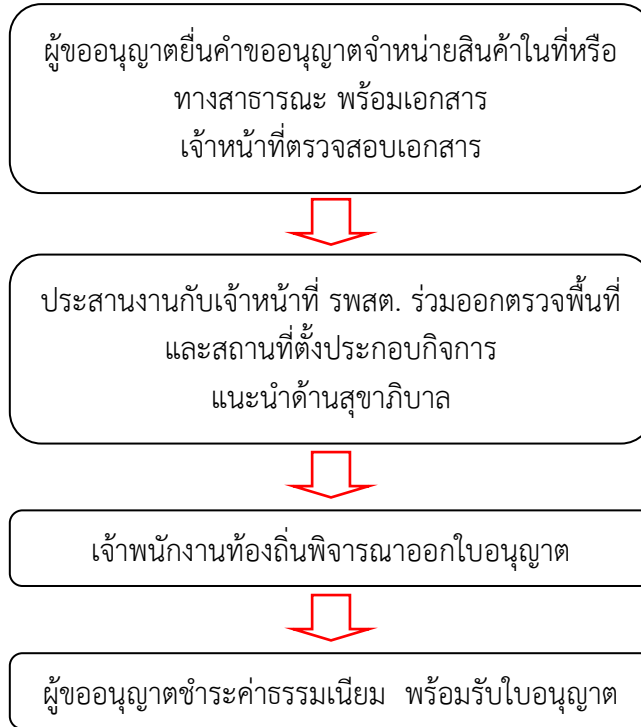 ผู้ขออนุญาตยื่นคำขออนุญาตจำหน่ายสินค้าในที่หรือ
ทางสาธารณะ พร้อมเอกสาร
เจ้าหน้าที่ตรวจสอบเอกสาร
ประสานงานกับเจ้าหน้าที่ รพสต. ร่วมออกตรวจพื้นที่
และสถานที่ตั้งประกอบกิจการ
แนะนำด้านสุขาภิบาล
เจ้าพนักงานท้องถิ่นพิจารณาออกใบอนุญาต
ผู้ขออนุญาตชำระค่าธรรมเนียม พร้อมรับใบอนุญาต